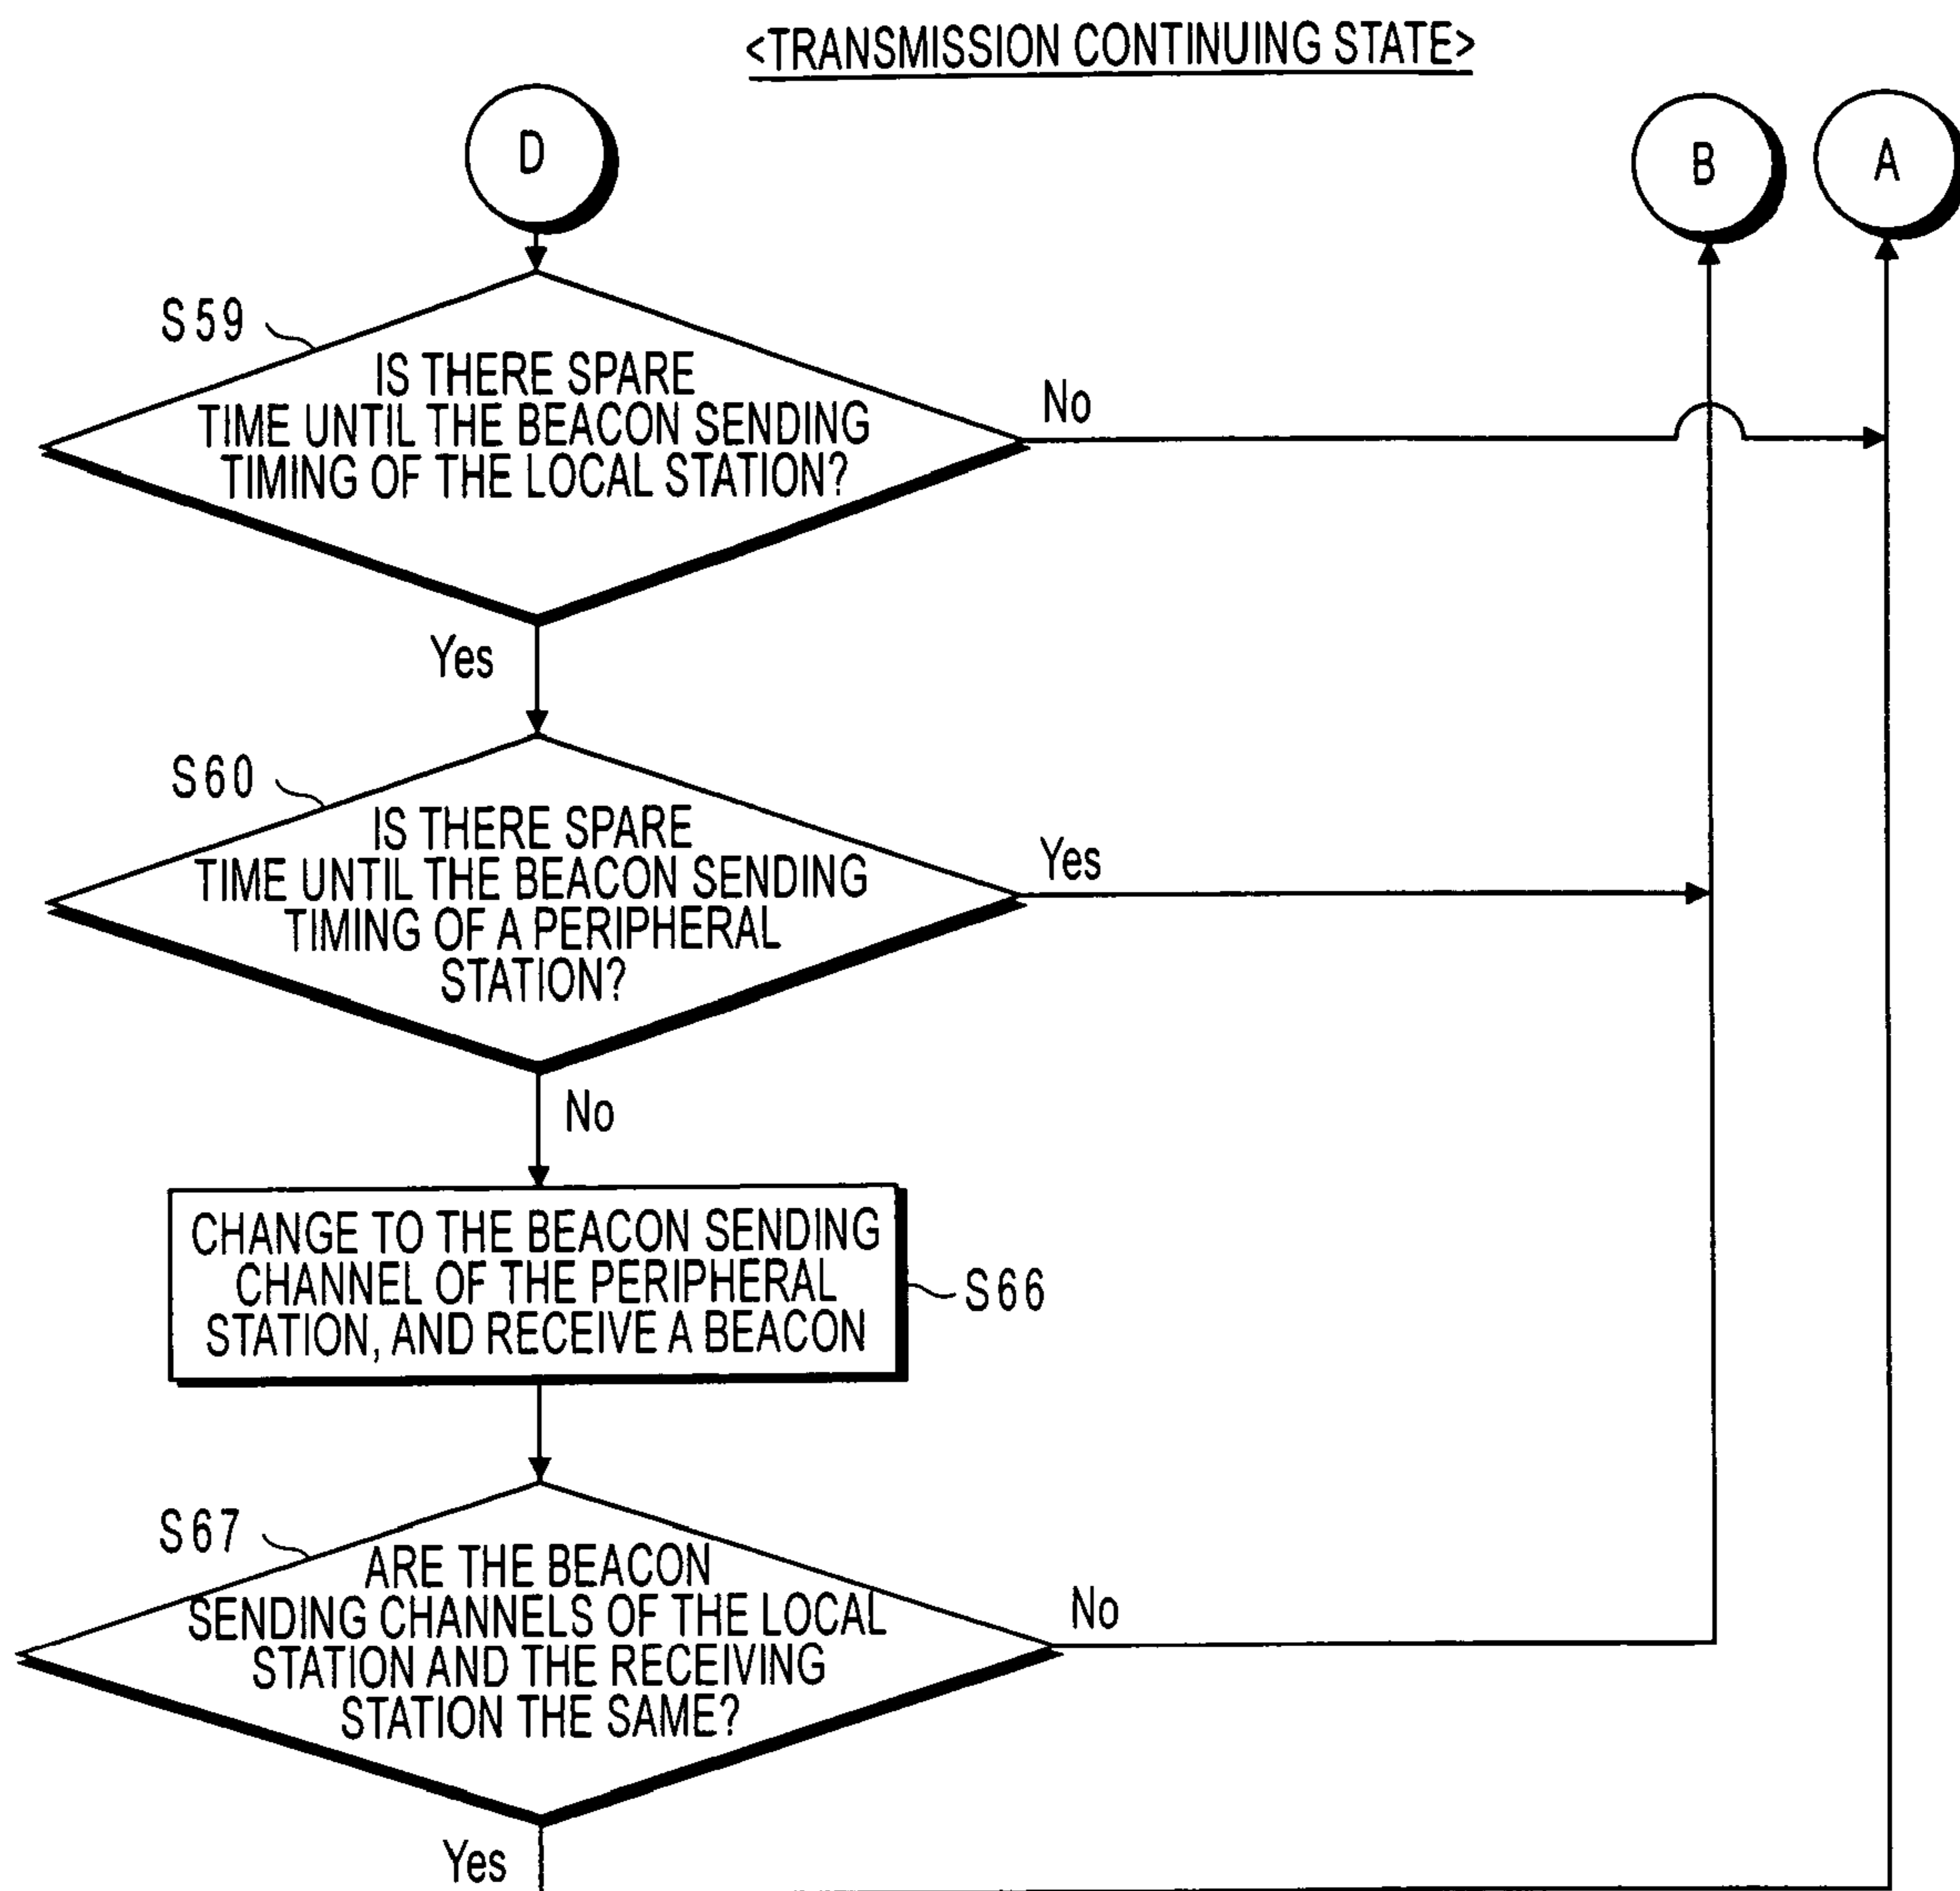 <TRANSMISSION CONTINUING STATE>
D
B
A
S59
IS THERE SPARE
TIME UNTIL THE BEACON SENDING
TIMING OF THE LOCAL STATION?
No
Yes
S60
IS THERE SPARE
TIME UNTIL THE BEACON SENDING
TIMING OF A PERIPHERAL
STATION?
Yes
No
CHANGE TO THE BEACON SENDING
CHANNEL OF THE PERIPHERAL
STATION, AND RECEIVE A BEACON
S66
S67
ARE THE BEACON
SENDING CHANNELS OF THE LOCAL
STATION AND THE RECEIVING
STATION THE SAME?
No
Yes